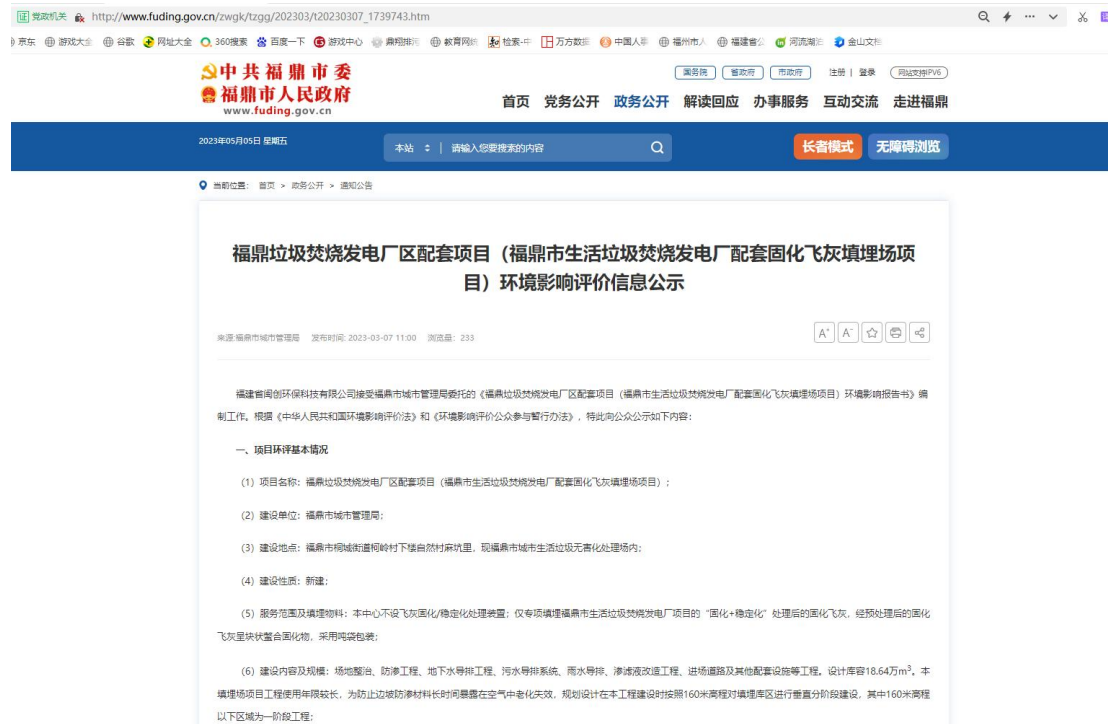 证 党政机关 http://www.fuding.gov.cn/zwgk/tzgg/202303/t20230307_1739743.htm
东东 游戏大全 谷歌 网址大全 360搜索 百度一下 游戏中心 鼎翔排污 教育网 检索-中 万方数据 中国人事 福州市人 福建省公 河流湖泊 金山文档
中共福鼎市委
福鼎市人民政府
www.fuding.gov.cn
国务院 省政府 市政府 注册 | 登录 网站支持IPV6
首页 党务公开 政务公开 解读回应 办事服务 互动交流 走进福鼎
2023年05月05日 星期五 本站 | 请输入您要搜索的内容 长者模式 无障碍浏览
当前位置: 首页 > 政务公开 > 通知公告
福鼎垃圾焚烧发电厂区配套项目（福鼎市生活垃圾焚烧发电厂配套固化飞灰填埋场项
目）环境影响评价信息公示
来源:福鼎市城市管理局 发布时间: 2023-03-07 11:00 浏览量: 233 A+ A-
福建省闽创环保科技有限公司接受福鼎市城市管理局委托的《福鼎垃圾焚烧发电厂区配套项目（福鼎市生活垃圾焚烧发电厂配套固化飞灰填埋场项目）环境影响报告书》编
制工作。根据《中华人民共和国环境影响评价法》和《环境影响评价公众参与暂行办法》，特此向公众公示如下内容：
一、项目环评基本情况
（1）项目名称：福鼎垃圾焚烧发电厂区配套项目（福鼎市生活垃圾焚烧发电厂配套固化飞灰填埋场项目）；
（2）建设单位：福鼎市城市管理局；
（3）建设地点：福鼎市桐城街道柯岭村下楼自然村麻坑里，现福鼎市城市生活垃圾无害化处理场内；
（4）建设性质：新建；
（5）服务范围及填埋物料：本中心不设飞灰固化/稳定化处理装置；仅专项填埋福鼎市生活垃圾焚烧发电厂项目的“固化+稳定化”处理后的固化飞灰，经预处理后的固化
飞灰呈块状螯合固化物，采用吨袋包装；
（6）建设内容及规模：场地整治、防渗工程、地下水导排工程、污水导排系统、雨水导排、渗滤液改造工程、进场道路及其他配套设施等工程。设计库容18.64万m³。本
填埋场项目工程使用年限较长，为防止边坡防渗材料长时间暴露在空气中老化失效，规划设计在本工程建设时按照160米高程对填埋库区进行垂直分阶段建设，其中160米高程
以下区域为一阶段工程；